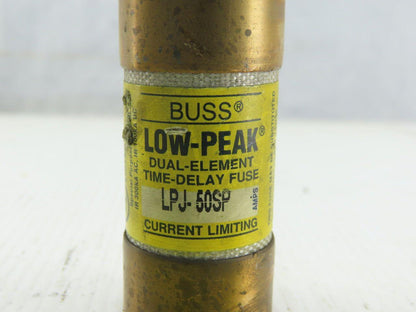 BUSS®
LOW-PEAK®
DUAL-ELEMENT
TIME-DELAY FUSE
LPJ-50SP
AMPS
CURRENT LIMITING